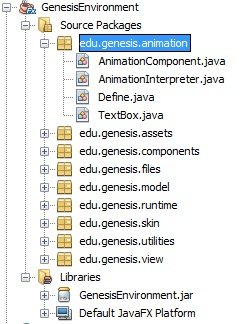 GenesisEnvironment
Source Packages
edu.genesis.animation
AnimationComponent.java
AnimationInterpreter.java
Define.java
TextBox.java
edu.genesis.assets
edu.genesis.components
edu.genesis.files
edu.genesis.model
edu.genesis.runtime
edu.genesis.skin
edu.genesis.utilities
edu.genesis.view
Libraries
GenesisEnvironment.jar
Default JavaFX Platform